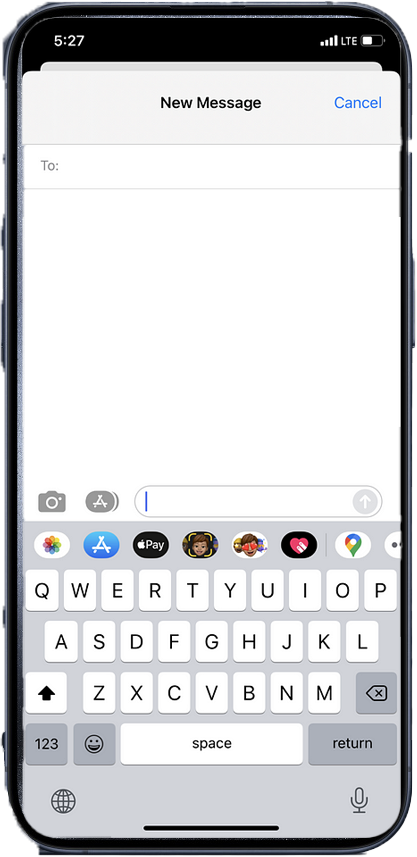 5:27 LTE
New Message Cancel
To:
Pay
Q W E R T Y U I O P
A S D F G H J K L
Z X C V B N M
123 space return